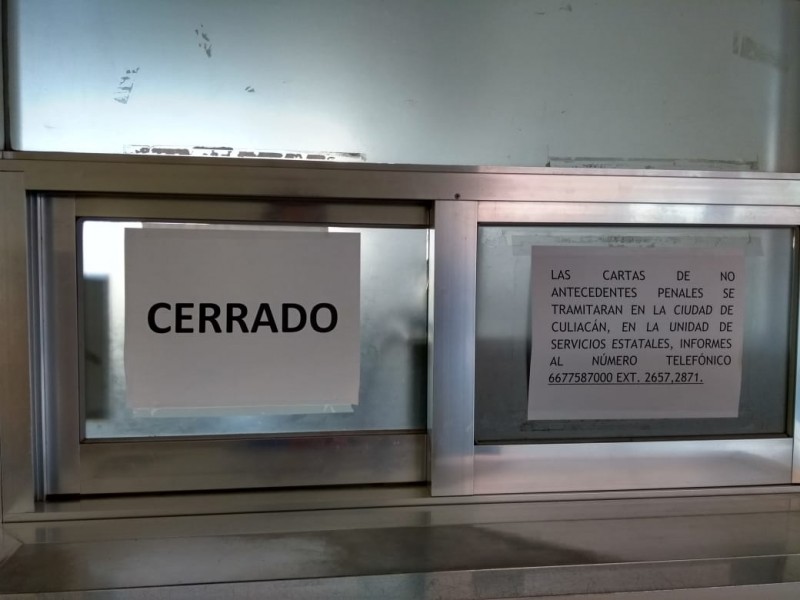 CERRADO
LAS CARTAS DE NO
ANTECEDENTES PENALES SE
TRAMITARAN EN LA CIUDAD DE
CULIACÁN, EN LA UNIDAD DE
SERVICIOS ESTATALES, INFORMES
AL NÚMERO TELEFÓNICO
6677587000 EXT. 2657,2871.